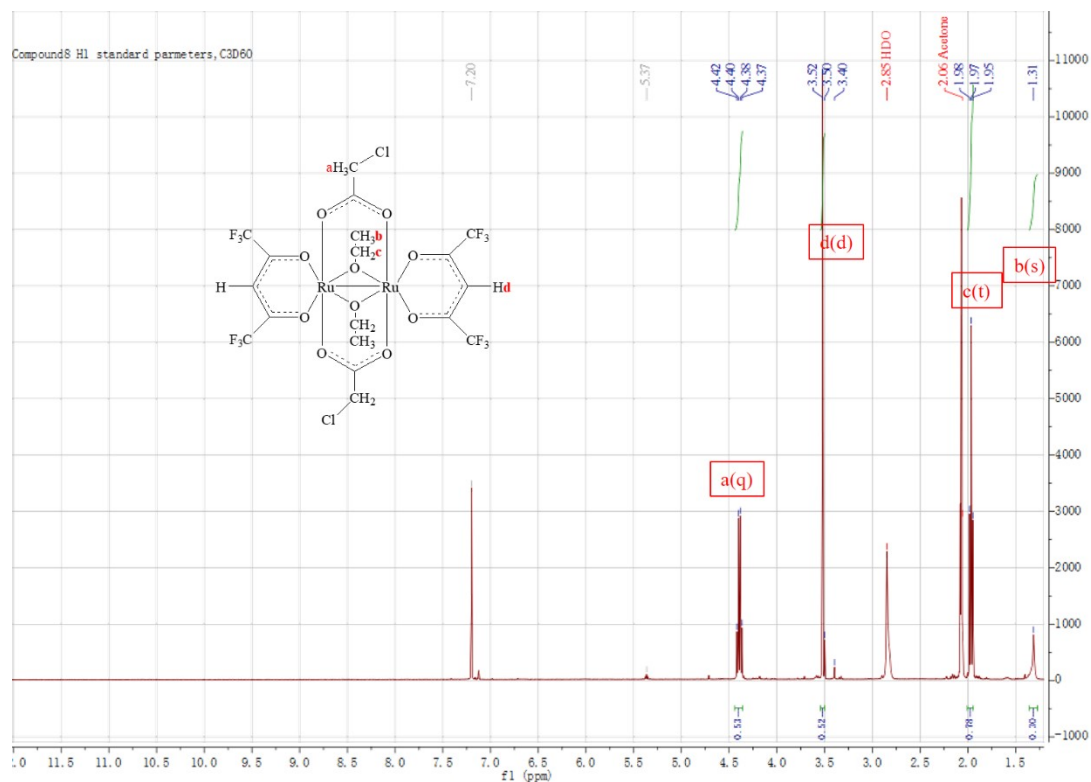 Compound8 H1 standard parmeters,C3D6O
7.20
5.37
4.42
4.40
4.38
4.37
3.52
3.50
3.40
2.85 HDO
2.06 Acetone
1.98
1.97
1.95
1.31
11000
10000
9000
8000
7000
6000
5000
4000
3000
2000
1000
0
-1000
Cl
aH₃C
O O
F₃C CH₃b CF₃
O CH₂c O
O
H Ru Ru Hd
O
O CH₂ O
F₃C CH₃ CF₃
O O
CH₂
Cl
d(d)
b(s)
c(t)
a(q)
0.53
0.52
0.78
0.30
2.0 11.5 11.0 10.5 10.0 9.5 9.0 8.5 8.0 7.5 7.0 6.5 6.0 5.5 5.0 4.5 4.0 3.5 3.0 2.5 2.0 1.5
f1 (ppm)